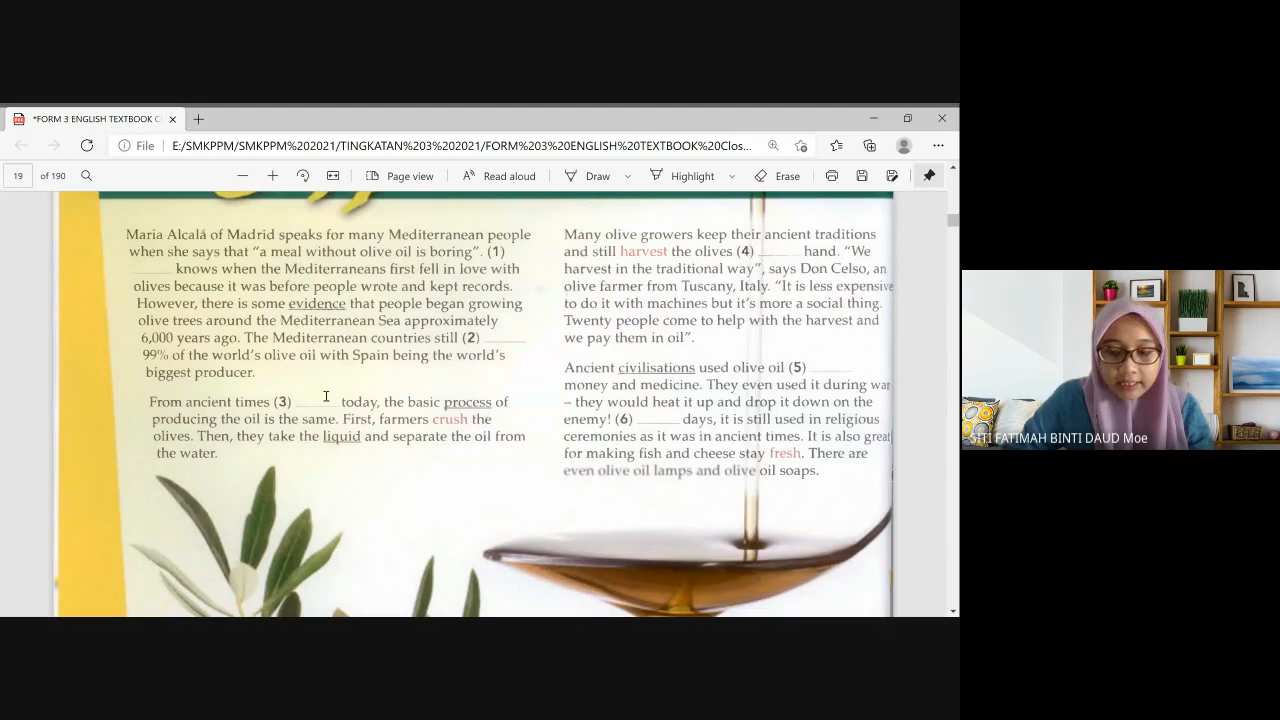 *FORM 3 ENGLISH TEXTBOOK C
File E:/SMKPPM/SMKPPM%202021/TINGKATAN%203%202021/FORM%203%20ENGLISH%20TEXTBOOK%20Clos...
19 of 190 Page view Read aloud Draw Highlight Erase
Maria Alcalá of Madrid speaks for many Mediterranean people
when she says that “a meal without olive oil is boring”. (1)
______ knows when the Mediterraneans first fell in love with
olives because it was before people wrote and kept records.
However, there is some evidence that people began growing
olive trees around the Mediterranean Sea approximately
6,000 years ago. The Mediterranean countries still (2) ______
99% of the world’s olive oil with Spain being the world’s
biggest producer.
From ancient times (3) ______ today, the basic process of
producing the oil is the same. First, farmers crush the
olives. Then, they take the liquid and separate the oil from
the water.
Many olive growers keep their ancient traditions
and still harvest the olives (4) ______ hand. “We
harvest in the traditional way”, says Don Celso, an
olive farmer from Tuscany, Italy. “It is less expensive
to do it with machines but it’s more a social thing.
Twenty people come to help with the harvest and
we pay them in oil”.
Ancient civilisations used olive oil (5) ______
money and medicine. They even used it during war
– they would heat it up and drop it down on the
enemy! (6) ______ days, it is still used in religious
ceremonies as it was in ancient times. It is also great
for making fish and cheese stay fresh. There are
even olive oil lamps and olive oil soaps.
SITI FATIMAH BINTI DAUD Moe